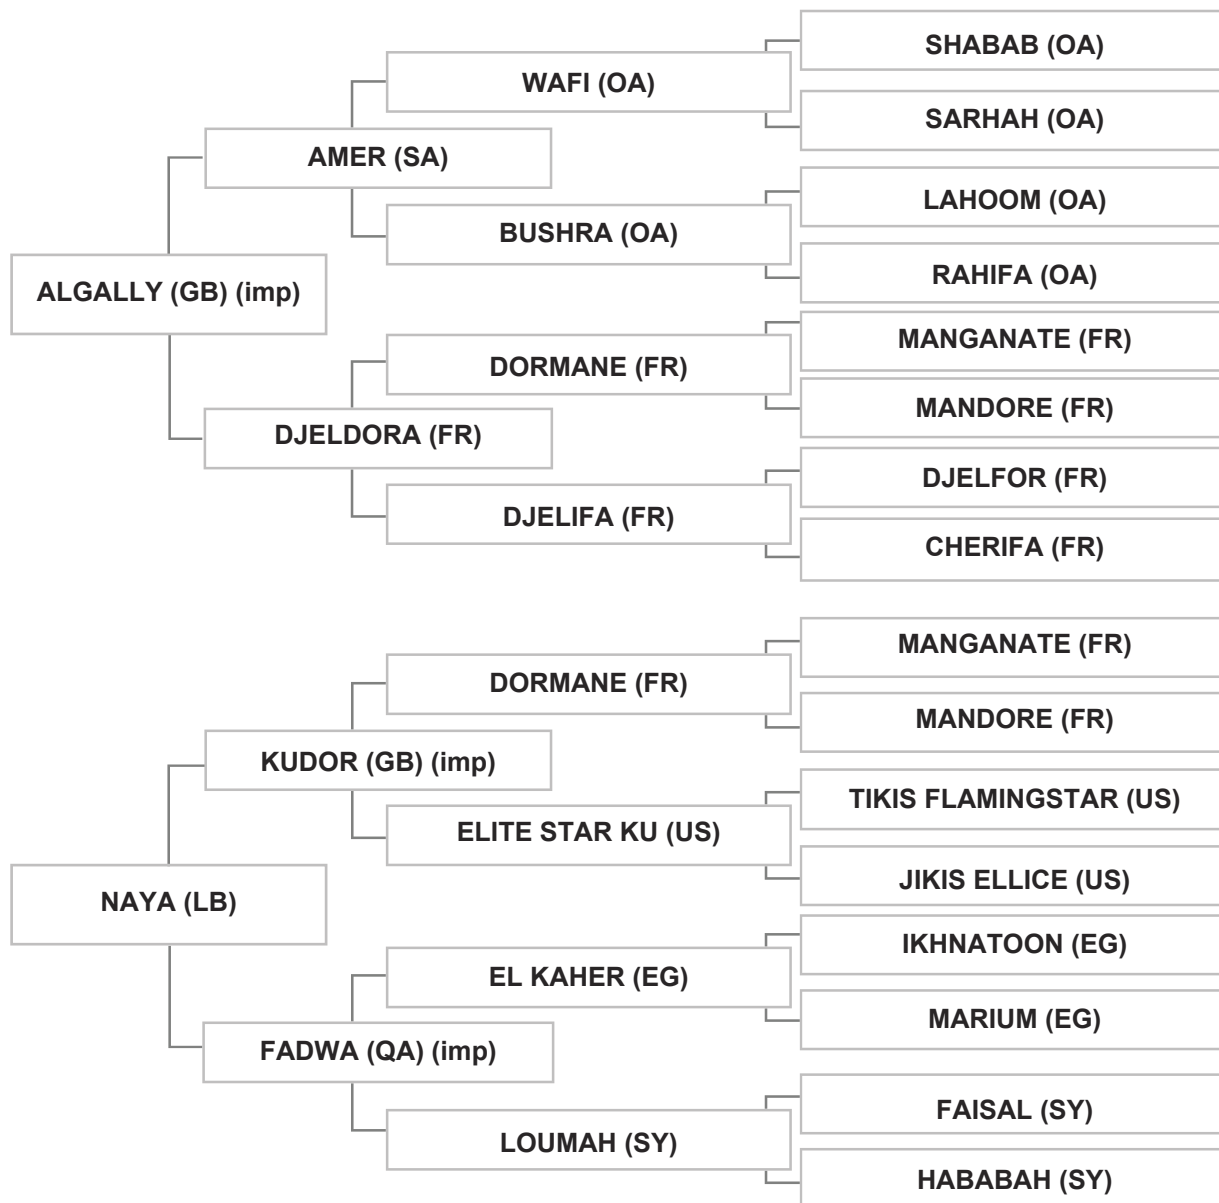 SHABAB (OA)
WAFI (OA)
SARHAH (OA)
AMER (SA)
LAHOOM (OA)
BUSHRA (OA)
RAHIFA (OA)
ALGALLY (GB) (imp)
MANGANATE (FR)
DORMANE (FR)
MANDORE (FR)
DJELDORA (FR)
DJELFOR (FR)
DJELIFA (FR)
CHERIFA (FR)
MANGANATE (FR)
DORMANE (FR)
MANDORE (FR)
KUDOR (GB) (imp)
TIKIS FLAMINGSTAR (US)
ELITE STAR KU (US)
JIKIS ELLICE (US)
NAYA (LB)
IKHNATOON (EG)
EL KAHER (EG)
MARIUM (EG)
FADWA (QA) (imp)
FAISAL (SY)
LOUMAH (SY)
HABABAH (SY)